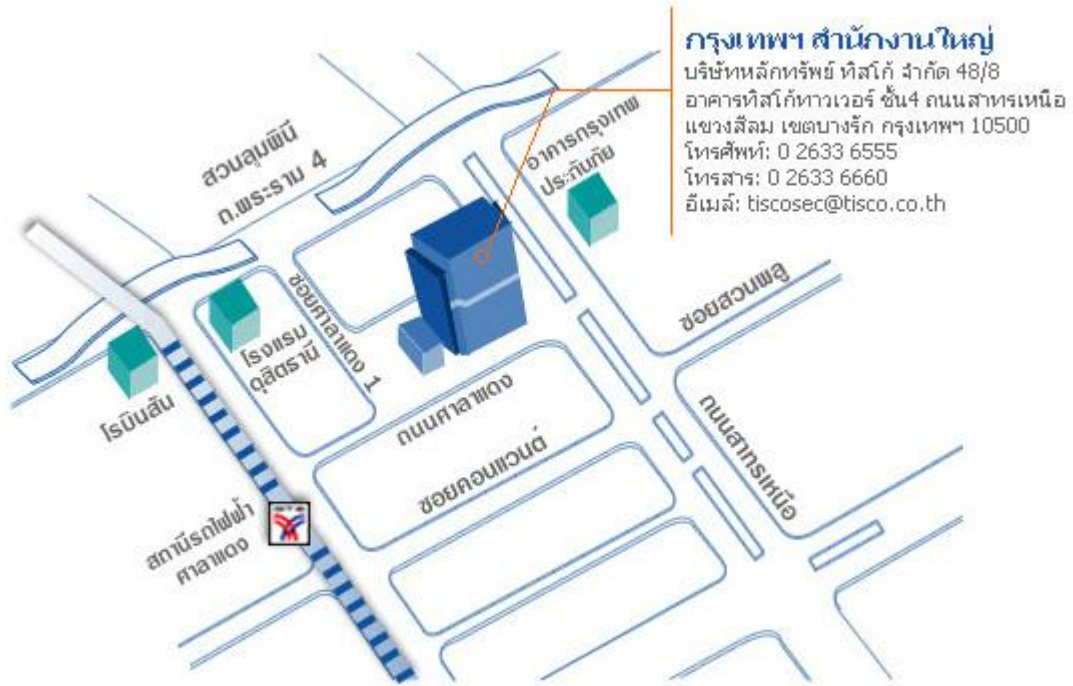 กรุงเทพฯ สำนักงานใหญ่
บริษัทหลักทรัพย์ ทิสโก้ จำกัด 48/8
อาคารทิสโก้ทาวเวอร์ ชั้น4 ถนนสาทรเหนือ
แขวงสีลม เขตบางรัก กรุงเทพฯ 10500
โทรศัพท์: 0 2633 6555
โทรสาร: 0 2633 6660
อีเมล์: tiscosec@tisco.co.th
สวนลุมพินี
ถ.พระราม 4
อาคารกรุงเทพ
ประกันภัย
ซอยศาลาแดง 1
โรงแรม
ดุสิตธานี
โรบินสัน
ซอยสวนพลู
ถนนศาลาแดง
ซอยคอนแวนต์
ถนนสาทรเหนือ
สถานีรถไฟฟ้า
ศาลาแดง